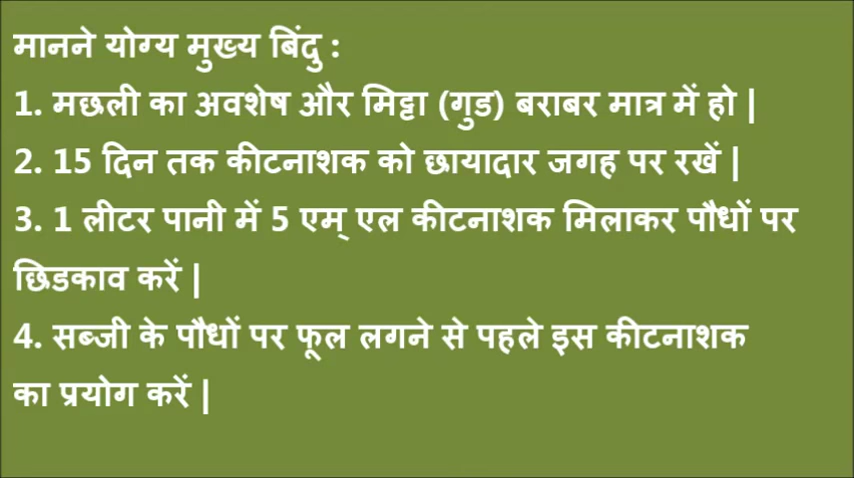 मानने योग्य मुख्य बिंदु :
1. मछली का अवशेष और मिट्टा (गुड) बराबर मात्र में हो |
2. 15 दिन तक कीटनाशक को छायादार जगह पर रखें |
3. 1 लीटर पानी में 5 एम् एल कीटनाशक मिलाकर पौधों पर
छिडकाव करें |
4. सब्जी के पौधों पर फूल लगने से पहले इस कीटनाशक
का प्रयोग करें |